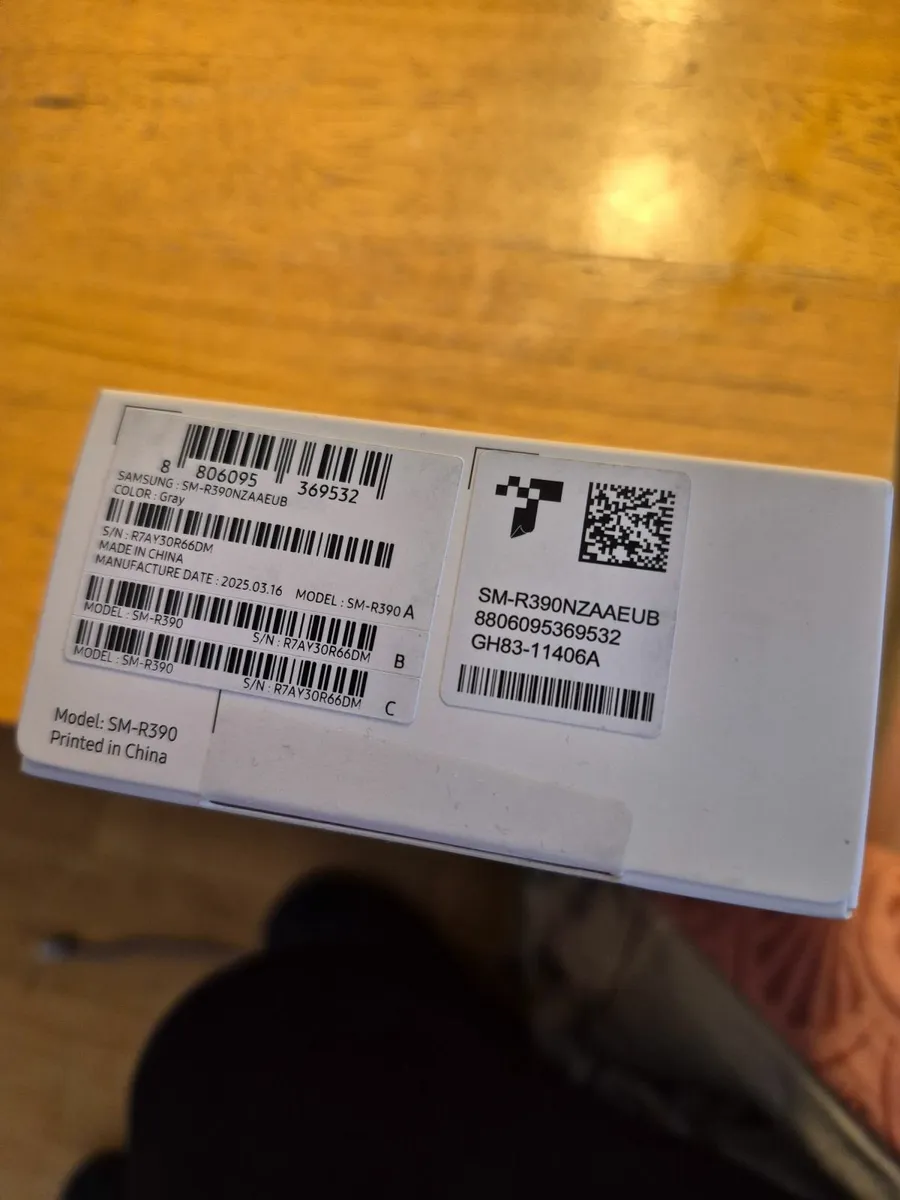 8 806095 369532
SAMSUNG : SM-R390NZAAEUB
COLOR : Gray
S/N : R7AY30R66DM
MADE IN CHINA
MANUFACTURE DATE : 2025.03.16 MODEL : SM-R390 A
MODEL : SM-R390
S/N : R7AY30R66DM B
MODEL : SM-R390
S/N : R7AY30R66DM C
Model: SM-R390
Printed in China
SM-R390NZAAEUB
8806095369532
GH83-11406A